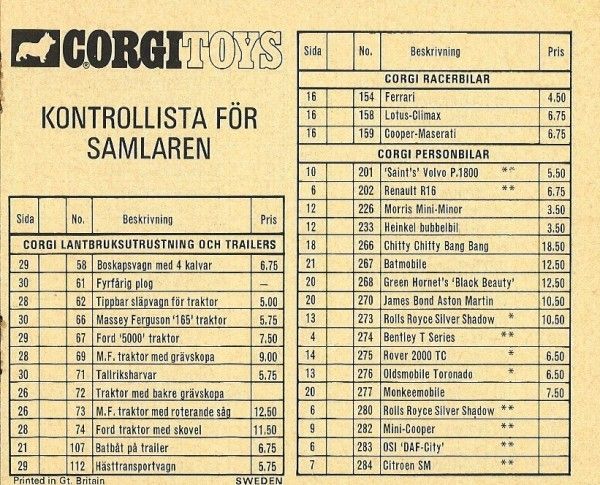 CORGI TOYS
KONTROLLISTA FÖR
SAMLAREN
Sida No. Beskrivning Pris
CORGI LANTBRUKSUTRUSTNING OCH TRAILERS
29 58 Boskapsvagn med 4 kalvar 6.75
30 61 Fyrfårig plog –
28 62 Tippbar släpvagn för traktor 5.00
30 66 Massey Ferguson '165' traktor 5.75
29 67 Ford '5000' traktor 7.50
28 69 M.F. traktor med grävskopa 9.00
30 71 Tallriksharvar 5.75
26 72 Traktor med bakre grävskopa
26 73 M.F. traktor med roterande såg 12.50
28 74 Ford traktor med skovel 11.50
21 107 Batbåt på trailer 6.75
29 112 Hästtransportvagn 5.75
Printed in Gt. Britain SWEDEN
Sida No. Beskrivning Pris
CORGI RACERBILAR
16 154 Ferrari 4.50
16 158 Lotus-Climax 6.75
16 159 Cooper-Maserati 6.75
CORGI PERSONBILAR
10 201 'Saint's' Volvo P.1800 ** 5.50
6 202 Renault R16 ** 6.75
12 226 Morris Mini-Minor 3.50
12 233 Heinkel bubbelbil 3.50
18 266 Chitty Chitty Bang Bang 18.50
21 267 Batmobile 12.50
20 268 Green Hornet's 'Black Beauty' 12.50
20 270 James Bond Aston Martin 10.50
13 273 Rolls Royce Silver Shadow * 10.50
4 274 Bentley T Series **
14 275 Rover 2000 TC * 6.50
13 276 Oldsmobile Toronado * 6.50
20 277 Monkeemobile 7.50
6 280 Rolls Royce Silver Shadow **
9 282 Mini-Cooper **
6 283 OSI 'DAF-City' **
7 284 Citroen SM **